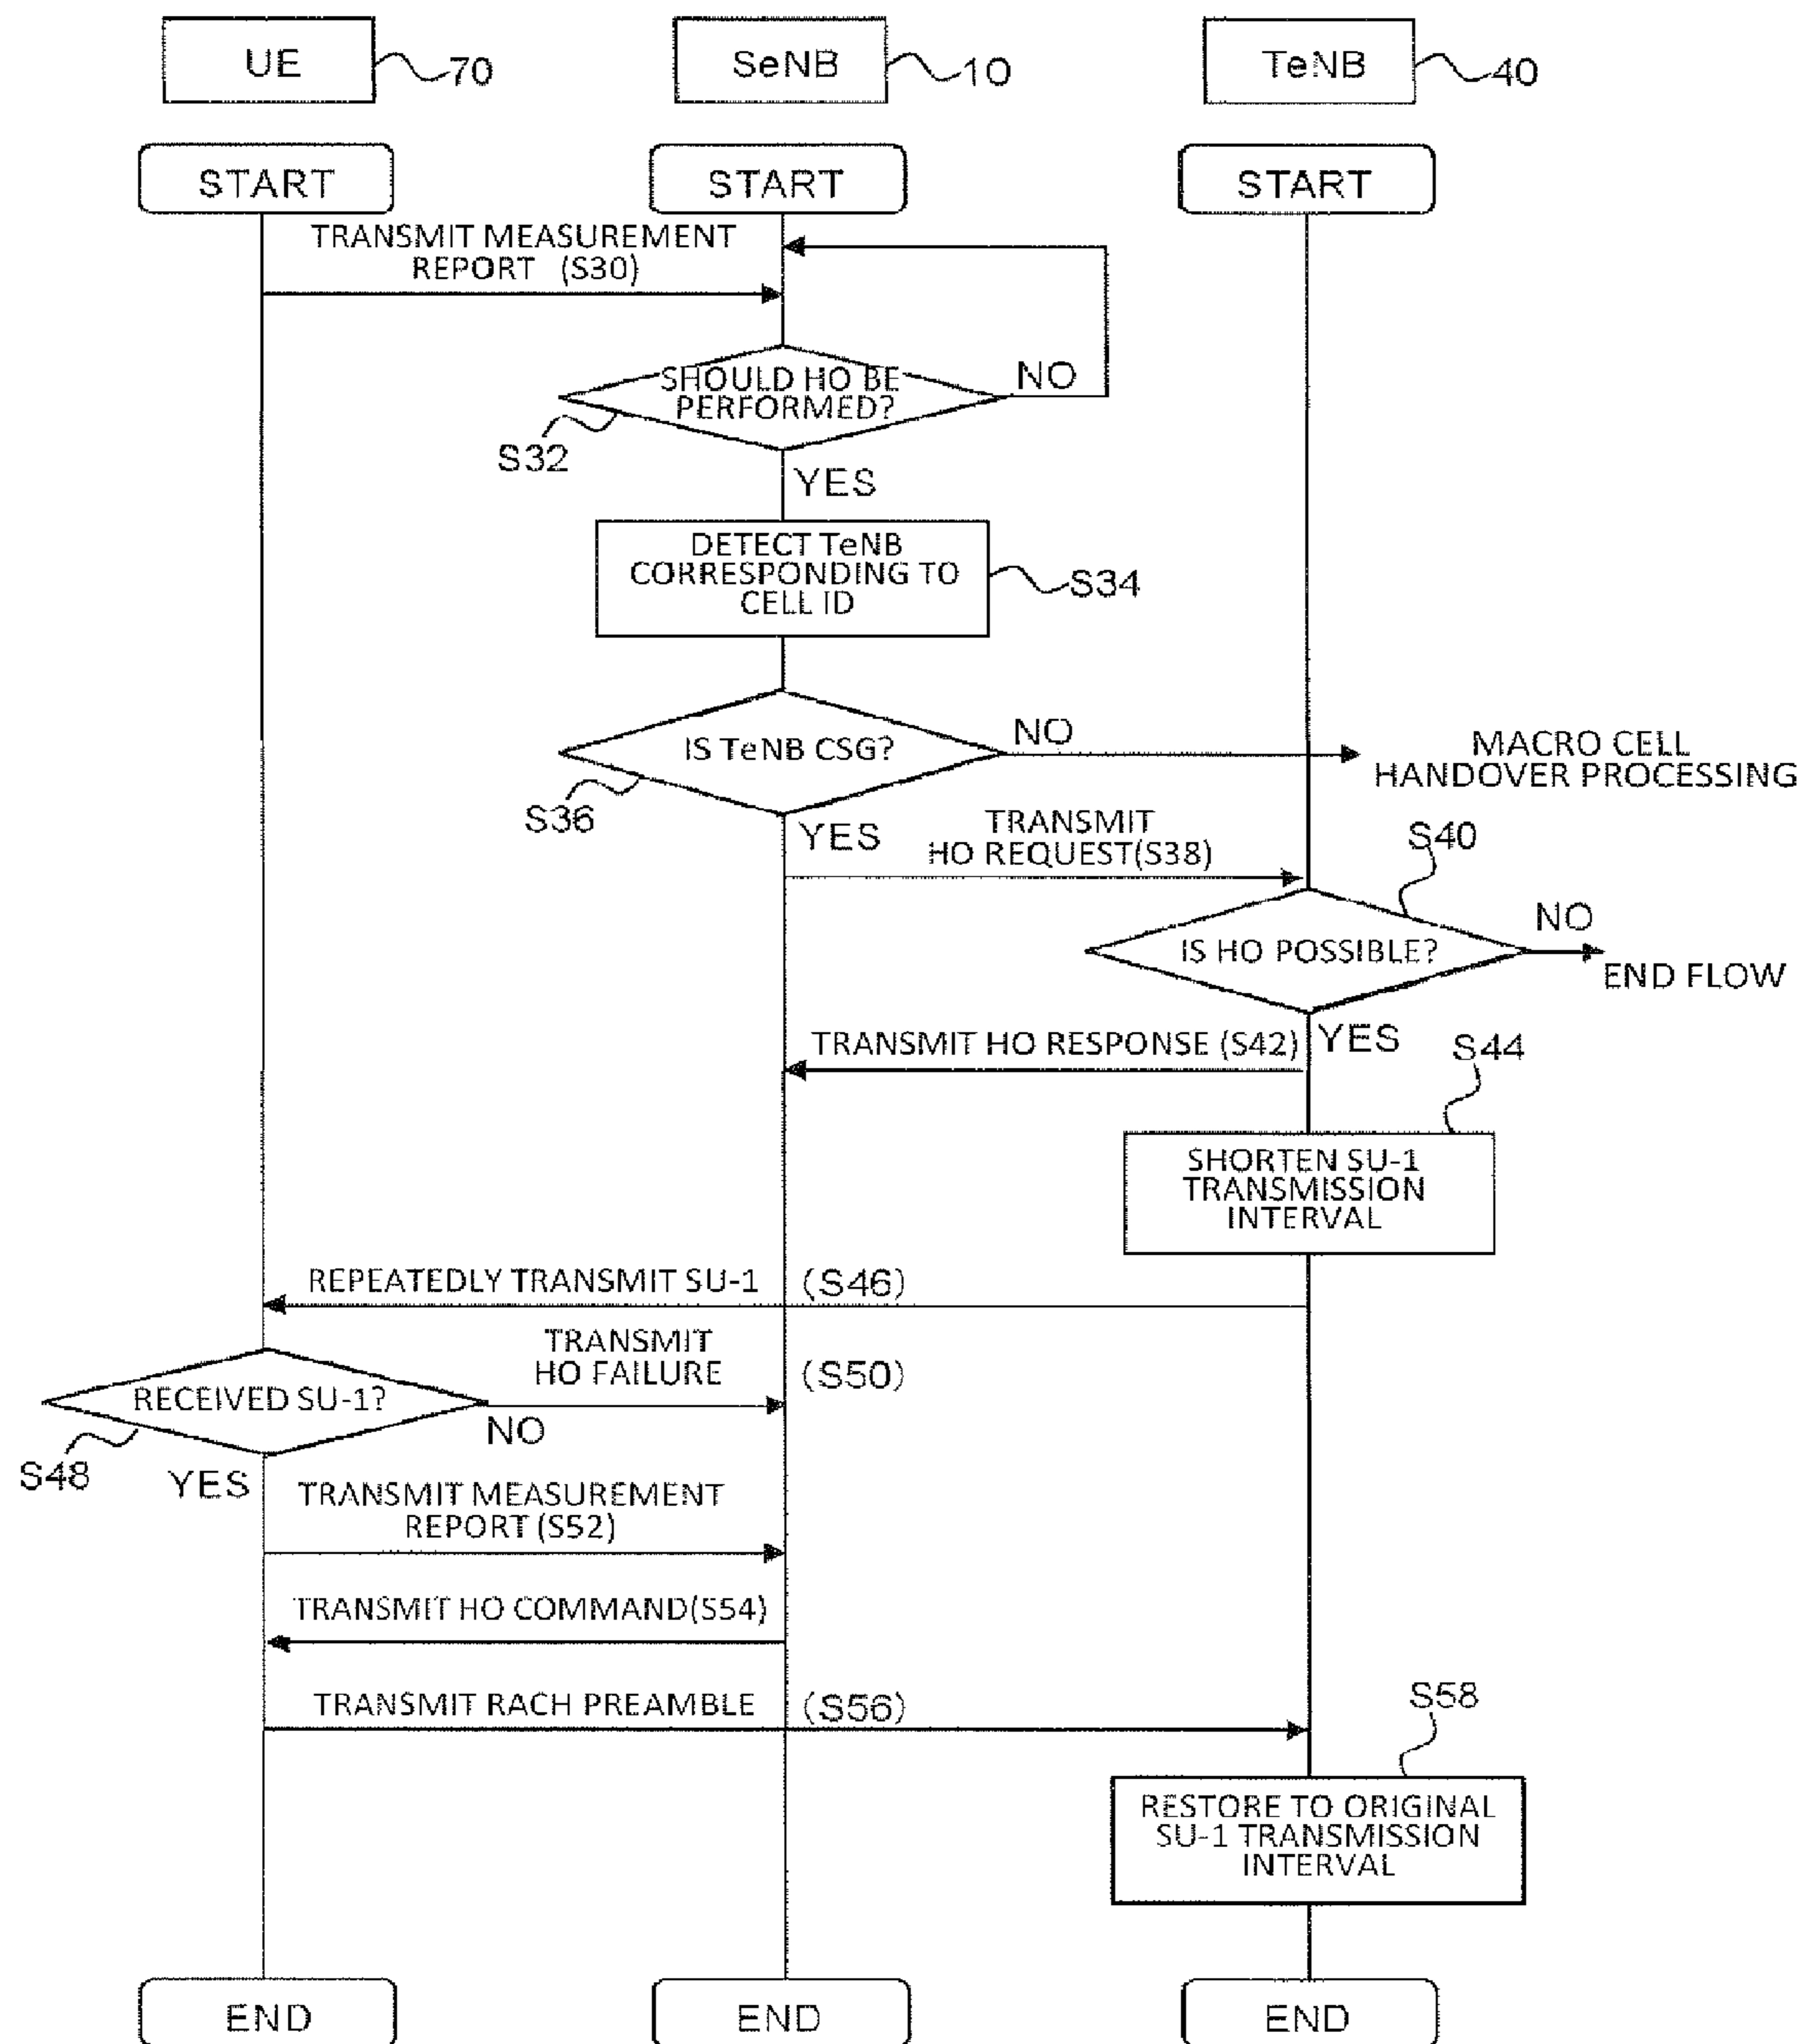 UE
70
SeNB
10
TeNB
40
START
START
START
TRANSMIT MEASUREMENT
REPORT (S30)
SHOULD HO BE
PERFORMED?
NO
S32
YES
DETECT TeNB
CORRESPONDING TO
CELL ID
S34
IS TeNB CSG?
NO
MACRO CELL
HANDOVER PROCESSING
S36
YES
TRANSMIT
HO REQUEST(S38)
S40
IS HO POSSIBLE?
NO
END FLOW
YES
TRANSMIT HO RESPONSE (S42)
S44
SHORTEN SU-1
TRANSMISSION
INTERVAL
REPEATEDLY TRANSMIT SU-1 (S46)
TRANSMIT
HO FAILURE (S50)
RECEIVED SU-1?
NO
S48
YES
TRANSMIT MEASUREMENT
REPORT (S52)
TRANSMIT HO COMMAND(S54)
TRANSMIT RACH PREAMBLE (S56)
S58
RESTORE TO ORIGINAL
SU-1 TRANSMISSION
INTERVAL
END
END
END